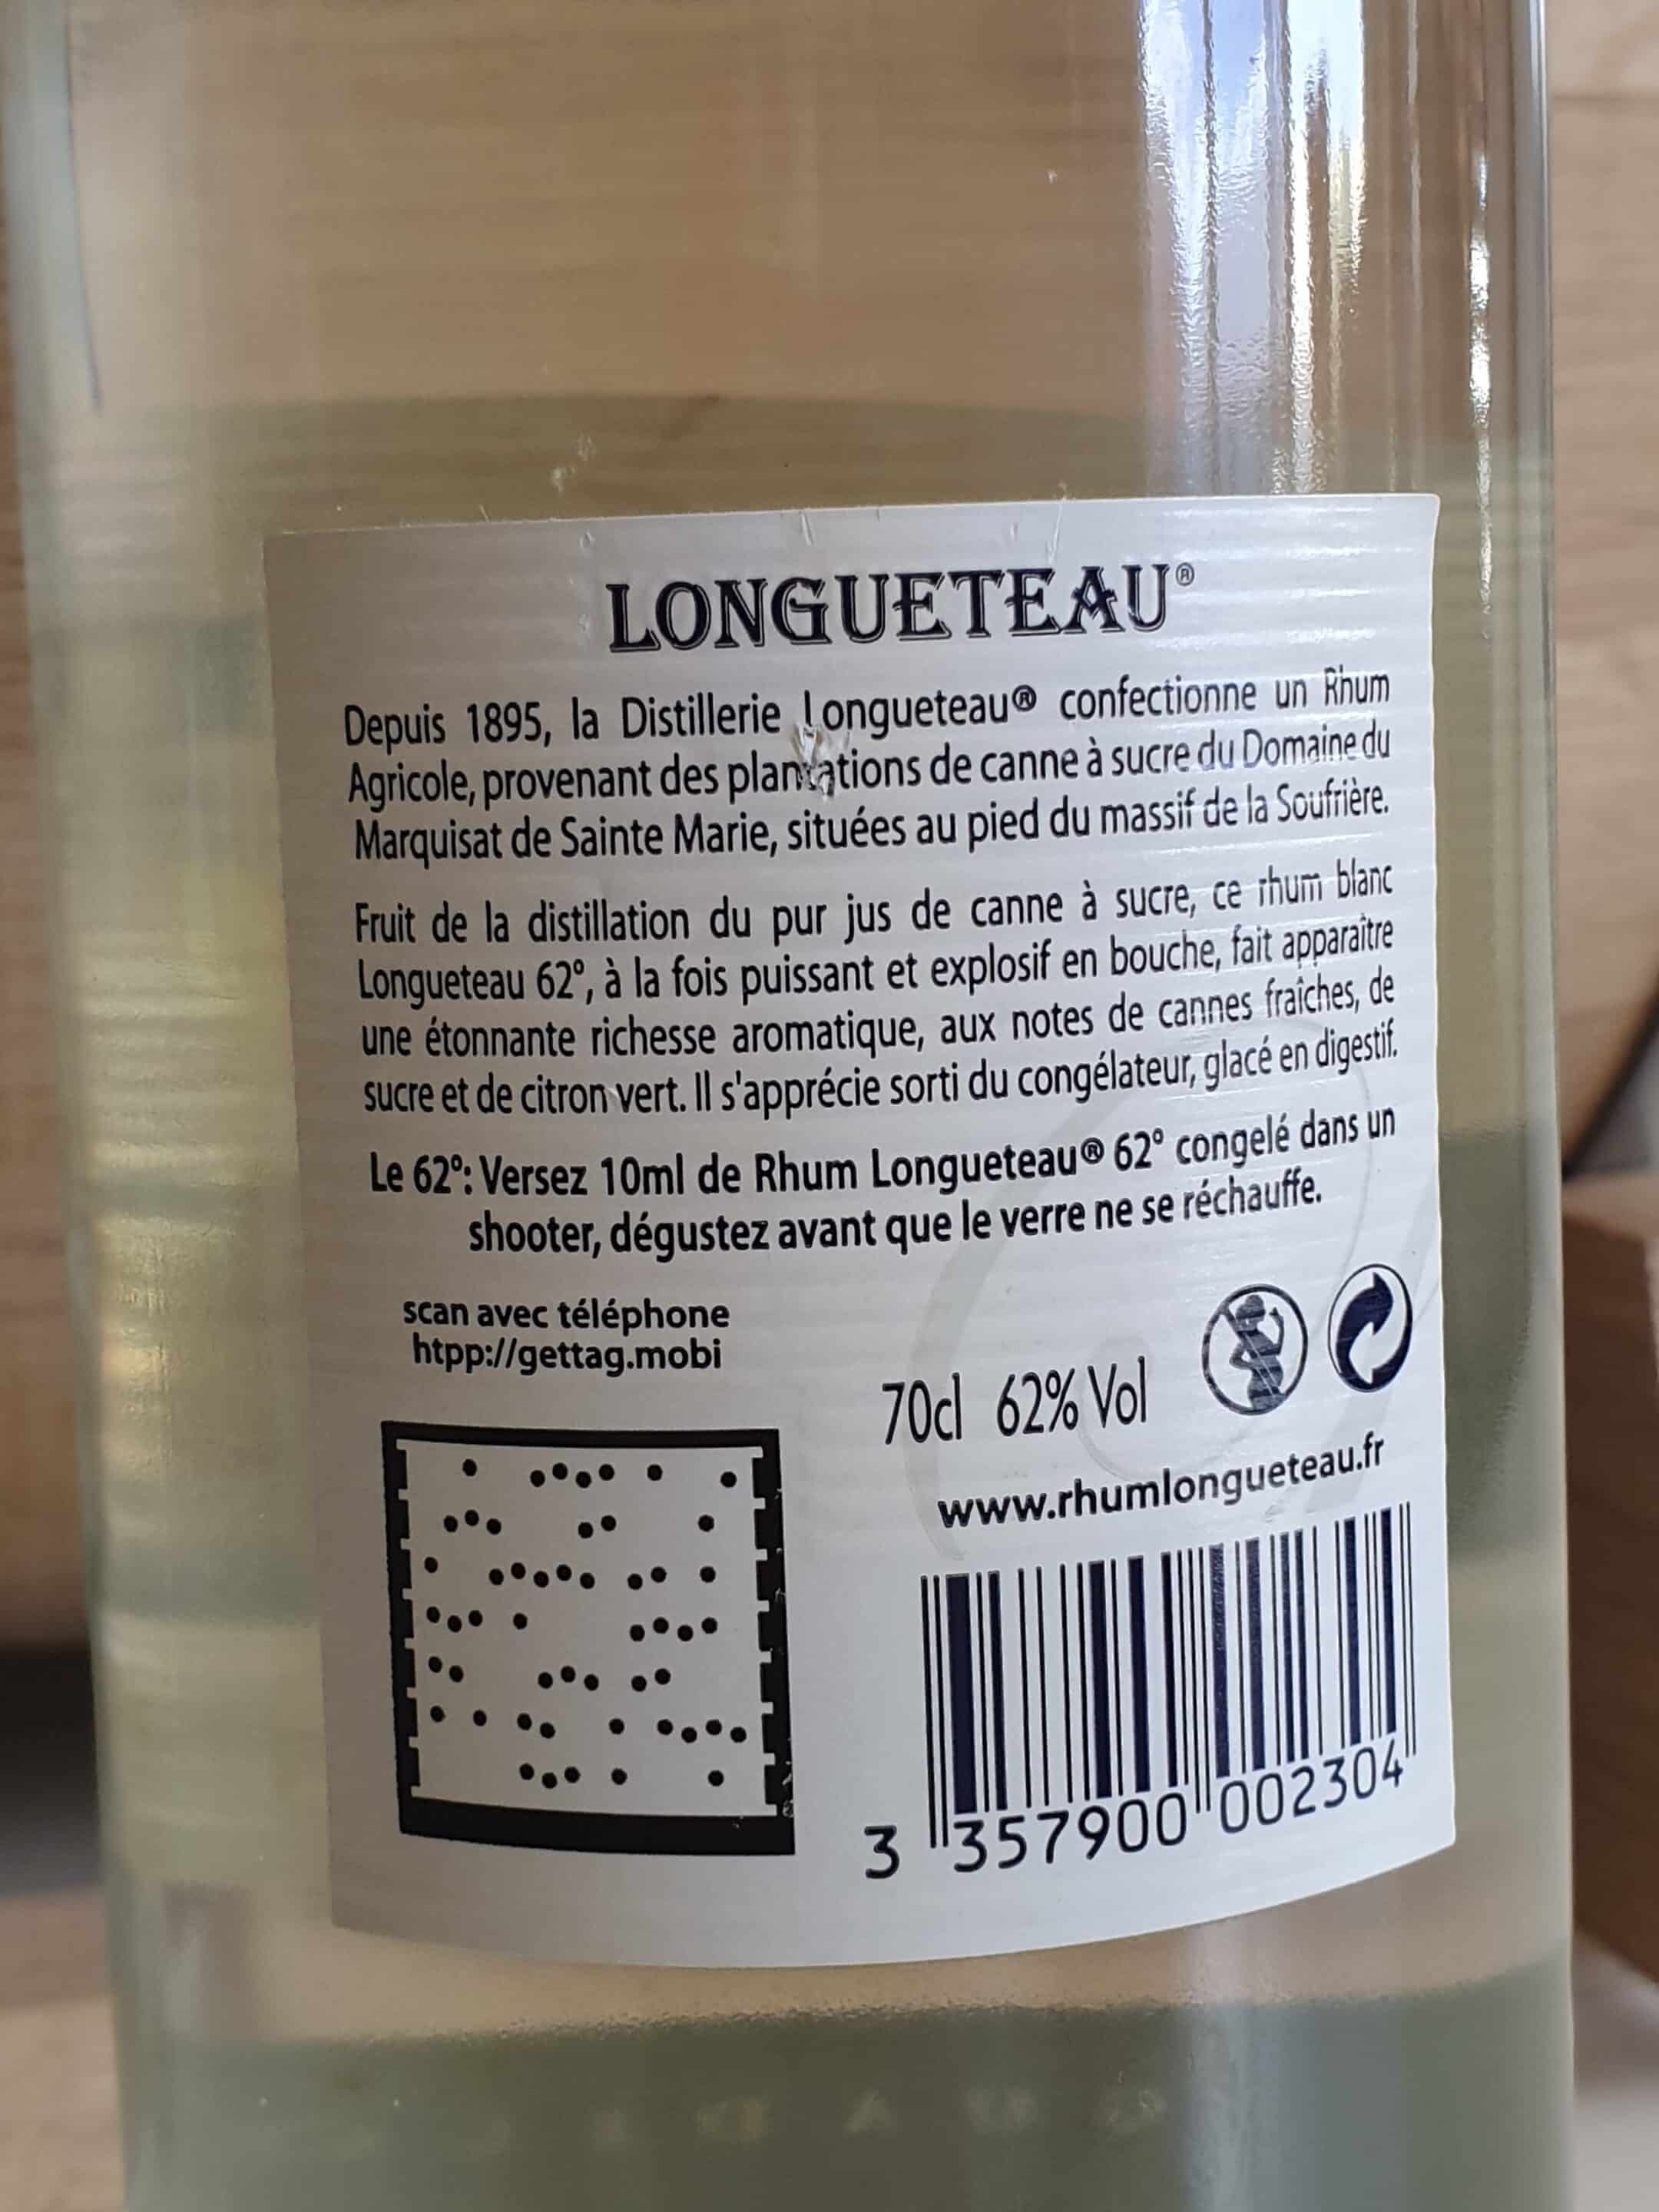 LONGUETEAU®
Depuis 1895, la Distillerie Longueteau® confectionne un Rhum
Agricole, provenant des plantations de canne à sucre du Domaine du
Marquisat de Sainte Marie, situées au pied du massif de la Soufrière.
Fruit de la distillation du pur jus de canne à sucre, ce rhum blanc
Longueteau 62°, à la fois puissant et explosif en bouche, fait apparaître
une étonnante richesse aromatique, aux notes de cannes fraîches, de
sucre et de citron vert. Il s'apprécie sorti du congélateur, glacé en digestif.
Le 62°: Versez 10ml de Rhum Longueteau® 62° congelé dans un
shooter, dégustez avant que le verre ne se réchauffe.
scan avec téléphone
htpp://gettag.mobi
70cl 62% Vol
www.rhumlongueteau.fr
3 357900 002304